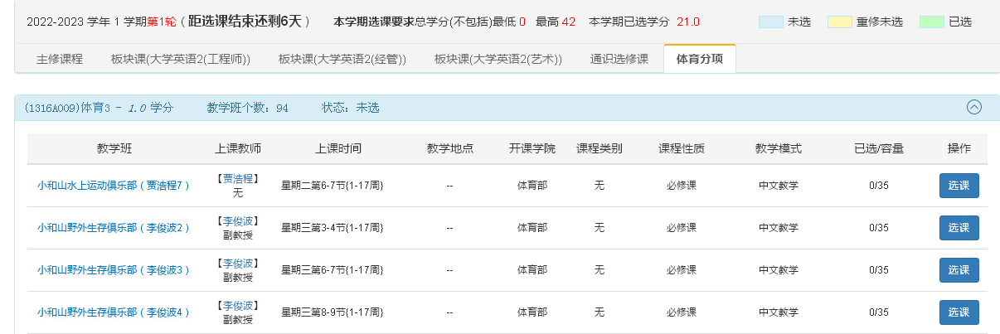 2022-2023 学年 1 学期第1轮（距选课结束还剩6天） 本学期选课要求总学分(不包括)最低 0 最高 42 本学期已选学分 21.0 未选 重修未选 已选
主修课程 板块课(大学英语2(工程师)) 板块课(大学英语2(经管)) 板块课(大学英语2(艺术)) 通识选修课 体育分项
(1316A009)体育3 - 1.0 学分 教学班个数：94 状态：未选
教学班 上课教师 上课时间 教学地点 开课学院 课程类别 课程性质 教学模式 已选/容量 操作
小和山水上运动俱乐部（贾浩程7） 【贾浩程】 星期二第6-7节{1-17周} -- 体育部 无 必修课 中文教学 0/35 选课
无
小和山野外生存俱乐部（李俊波2） 【李俊波】 星期三第3-4节{1-17周} -- 体育部 无 必修课 中文教学 0/35 选课
副教授
小和山野外生存俱乐部（李俊波3） 【李俊波】 星期三第6-7节{1-17周} -- 体育部 无 必修课 中文教学 0/35 选课
副教授
小和山野外生存俱乐部（李俊波4） 【李俊波】 星期三第8-9节{1-17周} -- 体育部 无 必修课 中文教学 0/35 选课
副教授